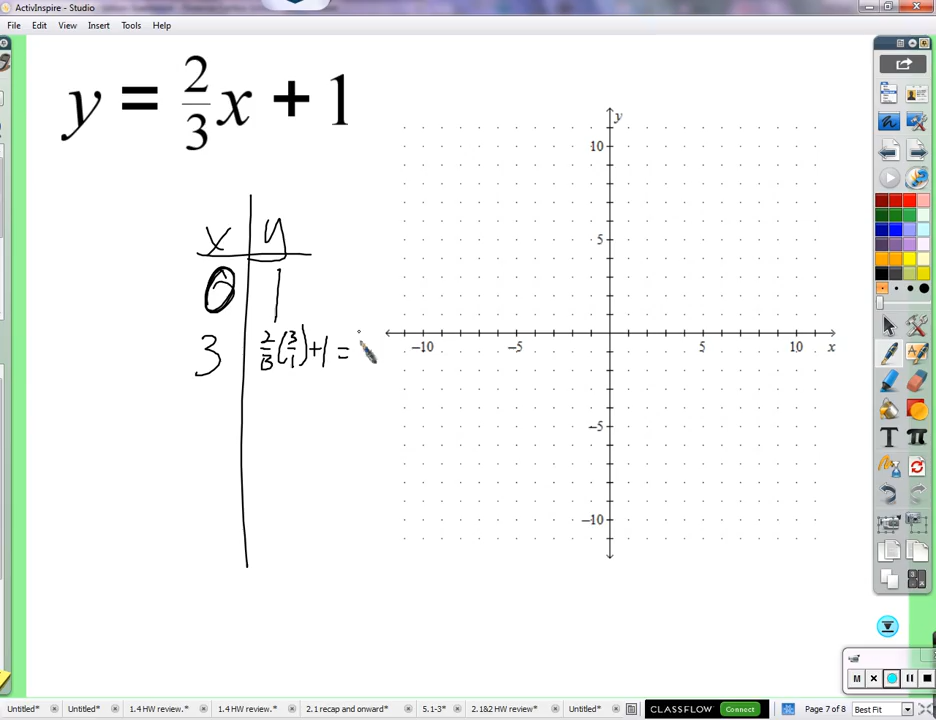 ActivInspire - Studio
File Edit View Insert Tools Help
y = 2/3 x + 1
x y
0 1
3 2/3 (3/1) + 1 =
y
10
5
-10 -5 5 10 x
-5
-10
M
Untitled* Untitled* 1.4 HW review.* 1.4 HW review.* 2.1 recap and onward* 5.1-3* 2.1&2 HW review* Untitled* CLASSFLOW Connect Page 7 of 8 Best Fit